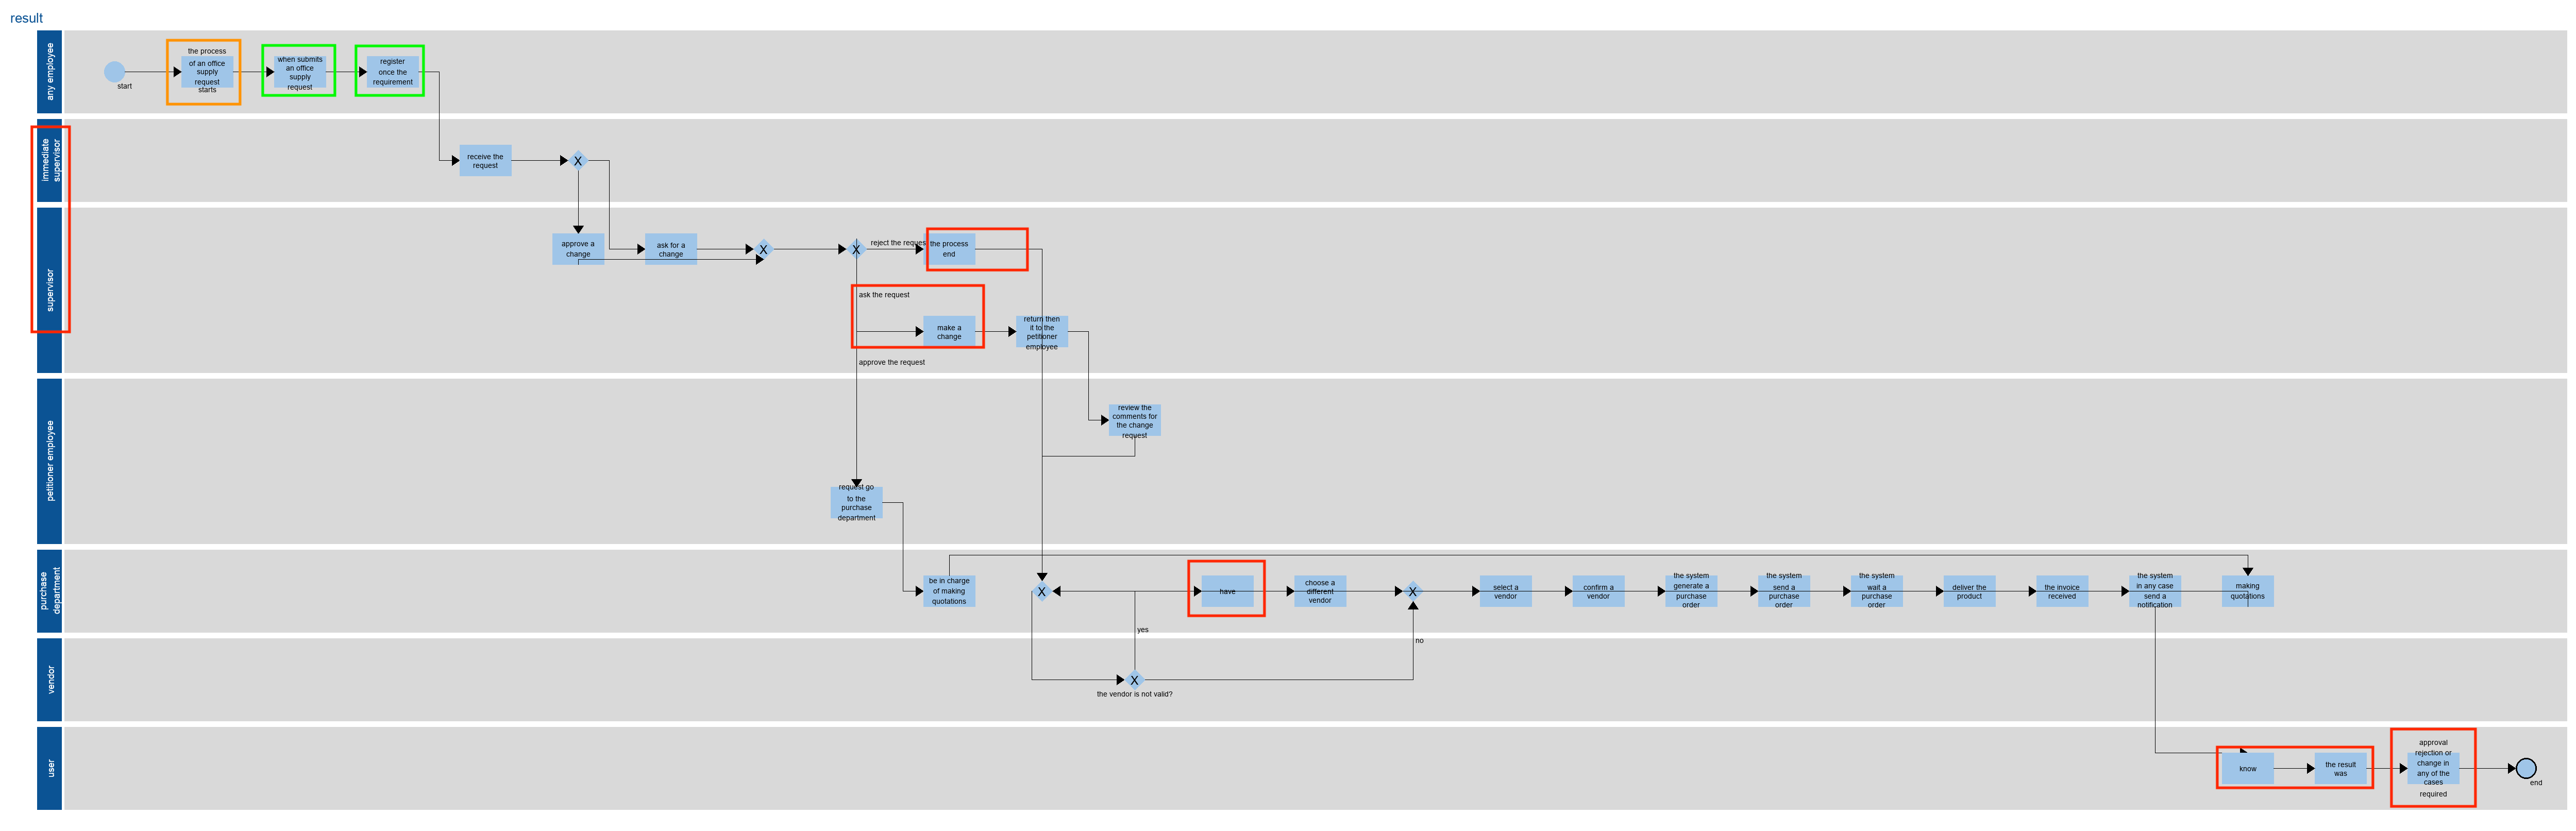 result
any employee
start
the process
of an office
supply
request
starts
when submits
an office
supply
request
register
once the
requirement
immediate
supervisor
receive the
request
X
supervisor
approve a
change
ask for a
change
X
X
reject the reques
the process
end
ask the request
make a
change
return then
it to the
petitioner
employee
approve the request
petitioner employee
review the
comments for
the change
request
request go
to the
purchase
department
purchase
department
be in charge
of making
quotations
X
have
choose a
different
vendor
X
select a
vendor
confirm a
vendor
the system
generate a
purchase
order
the system
send a
purchase
order
the system
wait a
purchase
order
deliver the
product
the invoice
received
the system
in any case
send a
notification
making
quotations
yes
no
vendor
X
the vendor is not valid?
user
know
the result
was
approval
rejection or
change in
any of the
cases
required
end